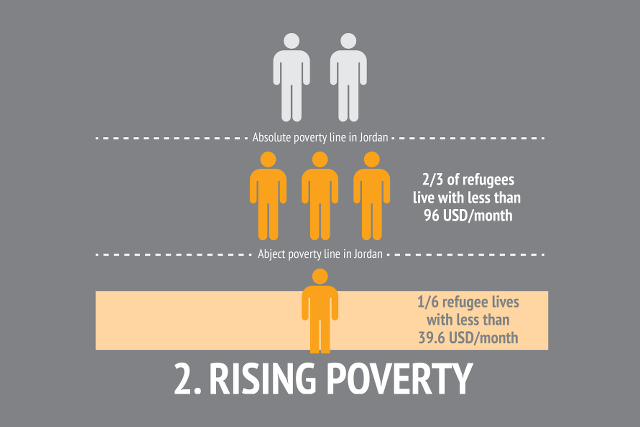 Absolute poverty line in Jordan
2/3 of refugees
live with less than
96 USD/month
Abject poverty line in Jordan
1/6 refugee lives
with less than
39.6 USD/month
2. RISING POVERTY